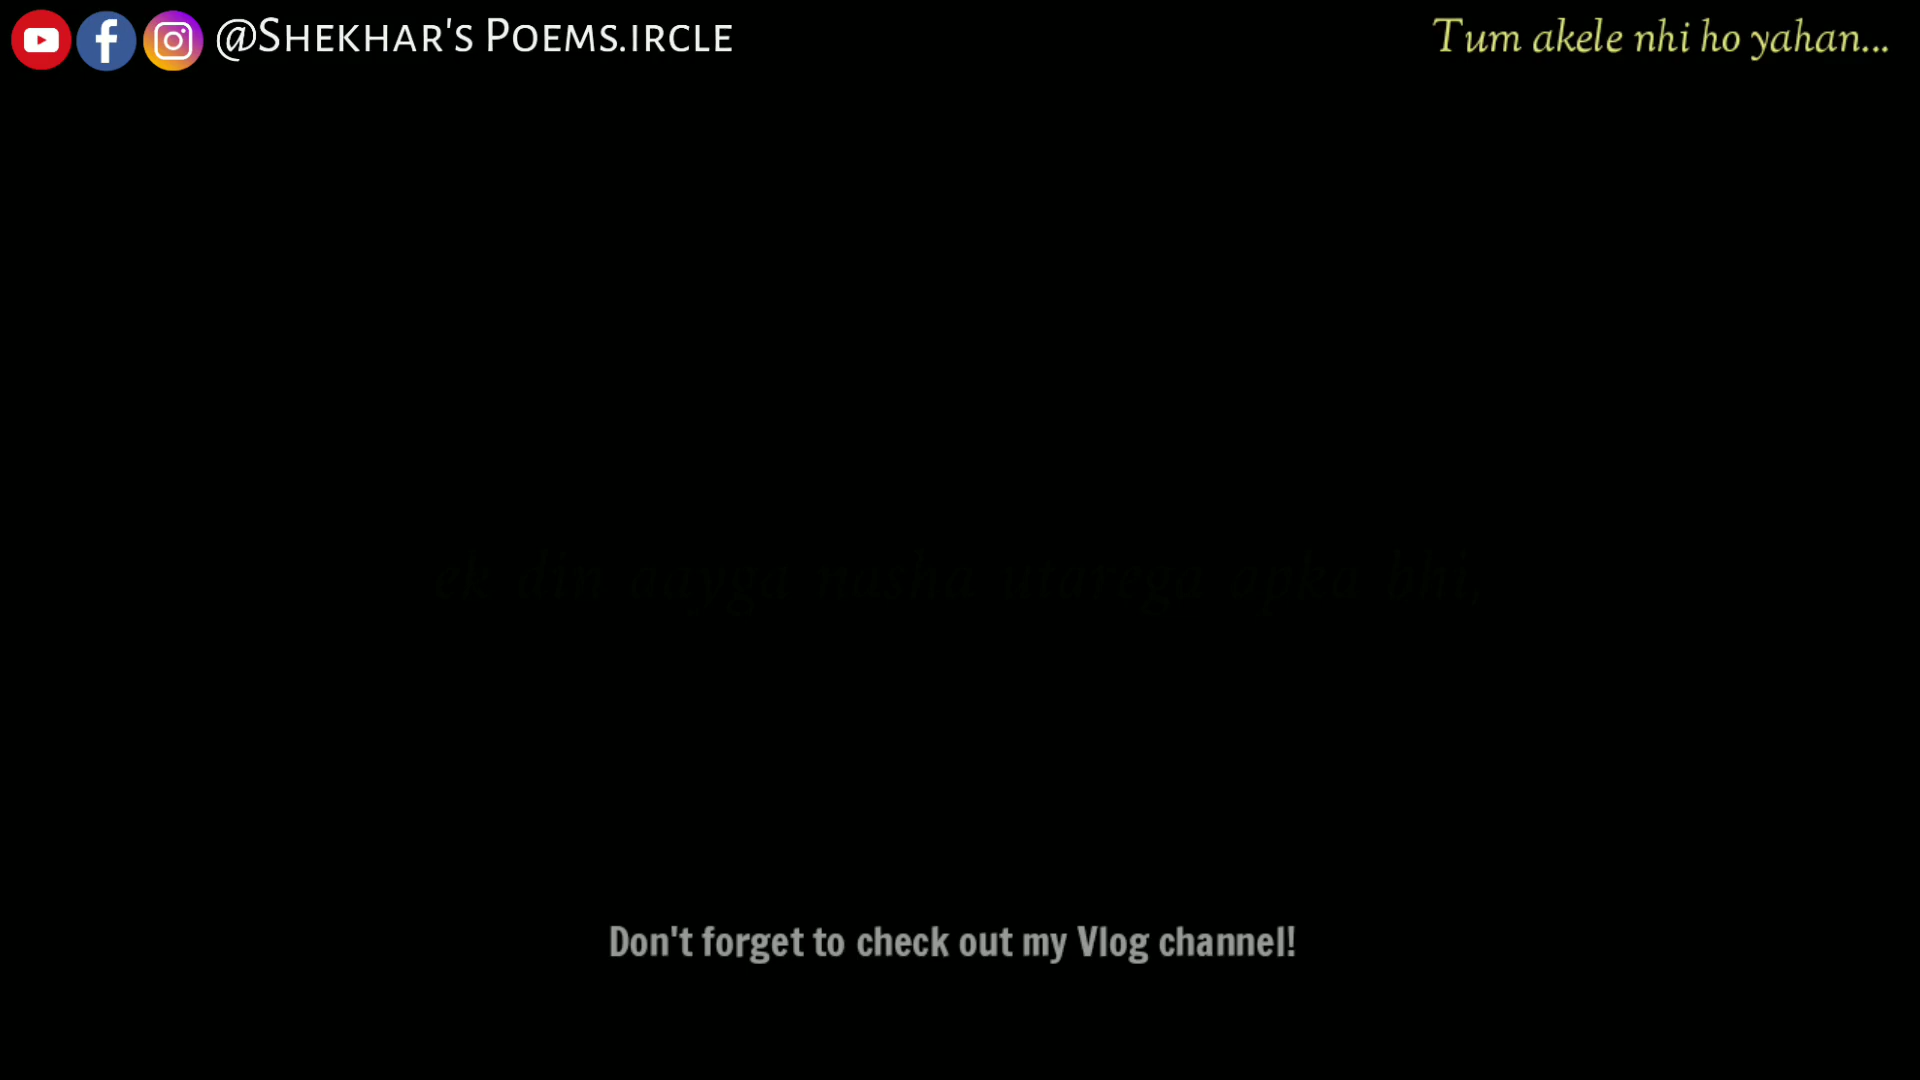 @Shekhar's Poems.ircle
Tum akele nhi ho yahan...
ek din aayga nasha utarega apka bhi,
Don't forget to check out my Vlog channel!